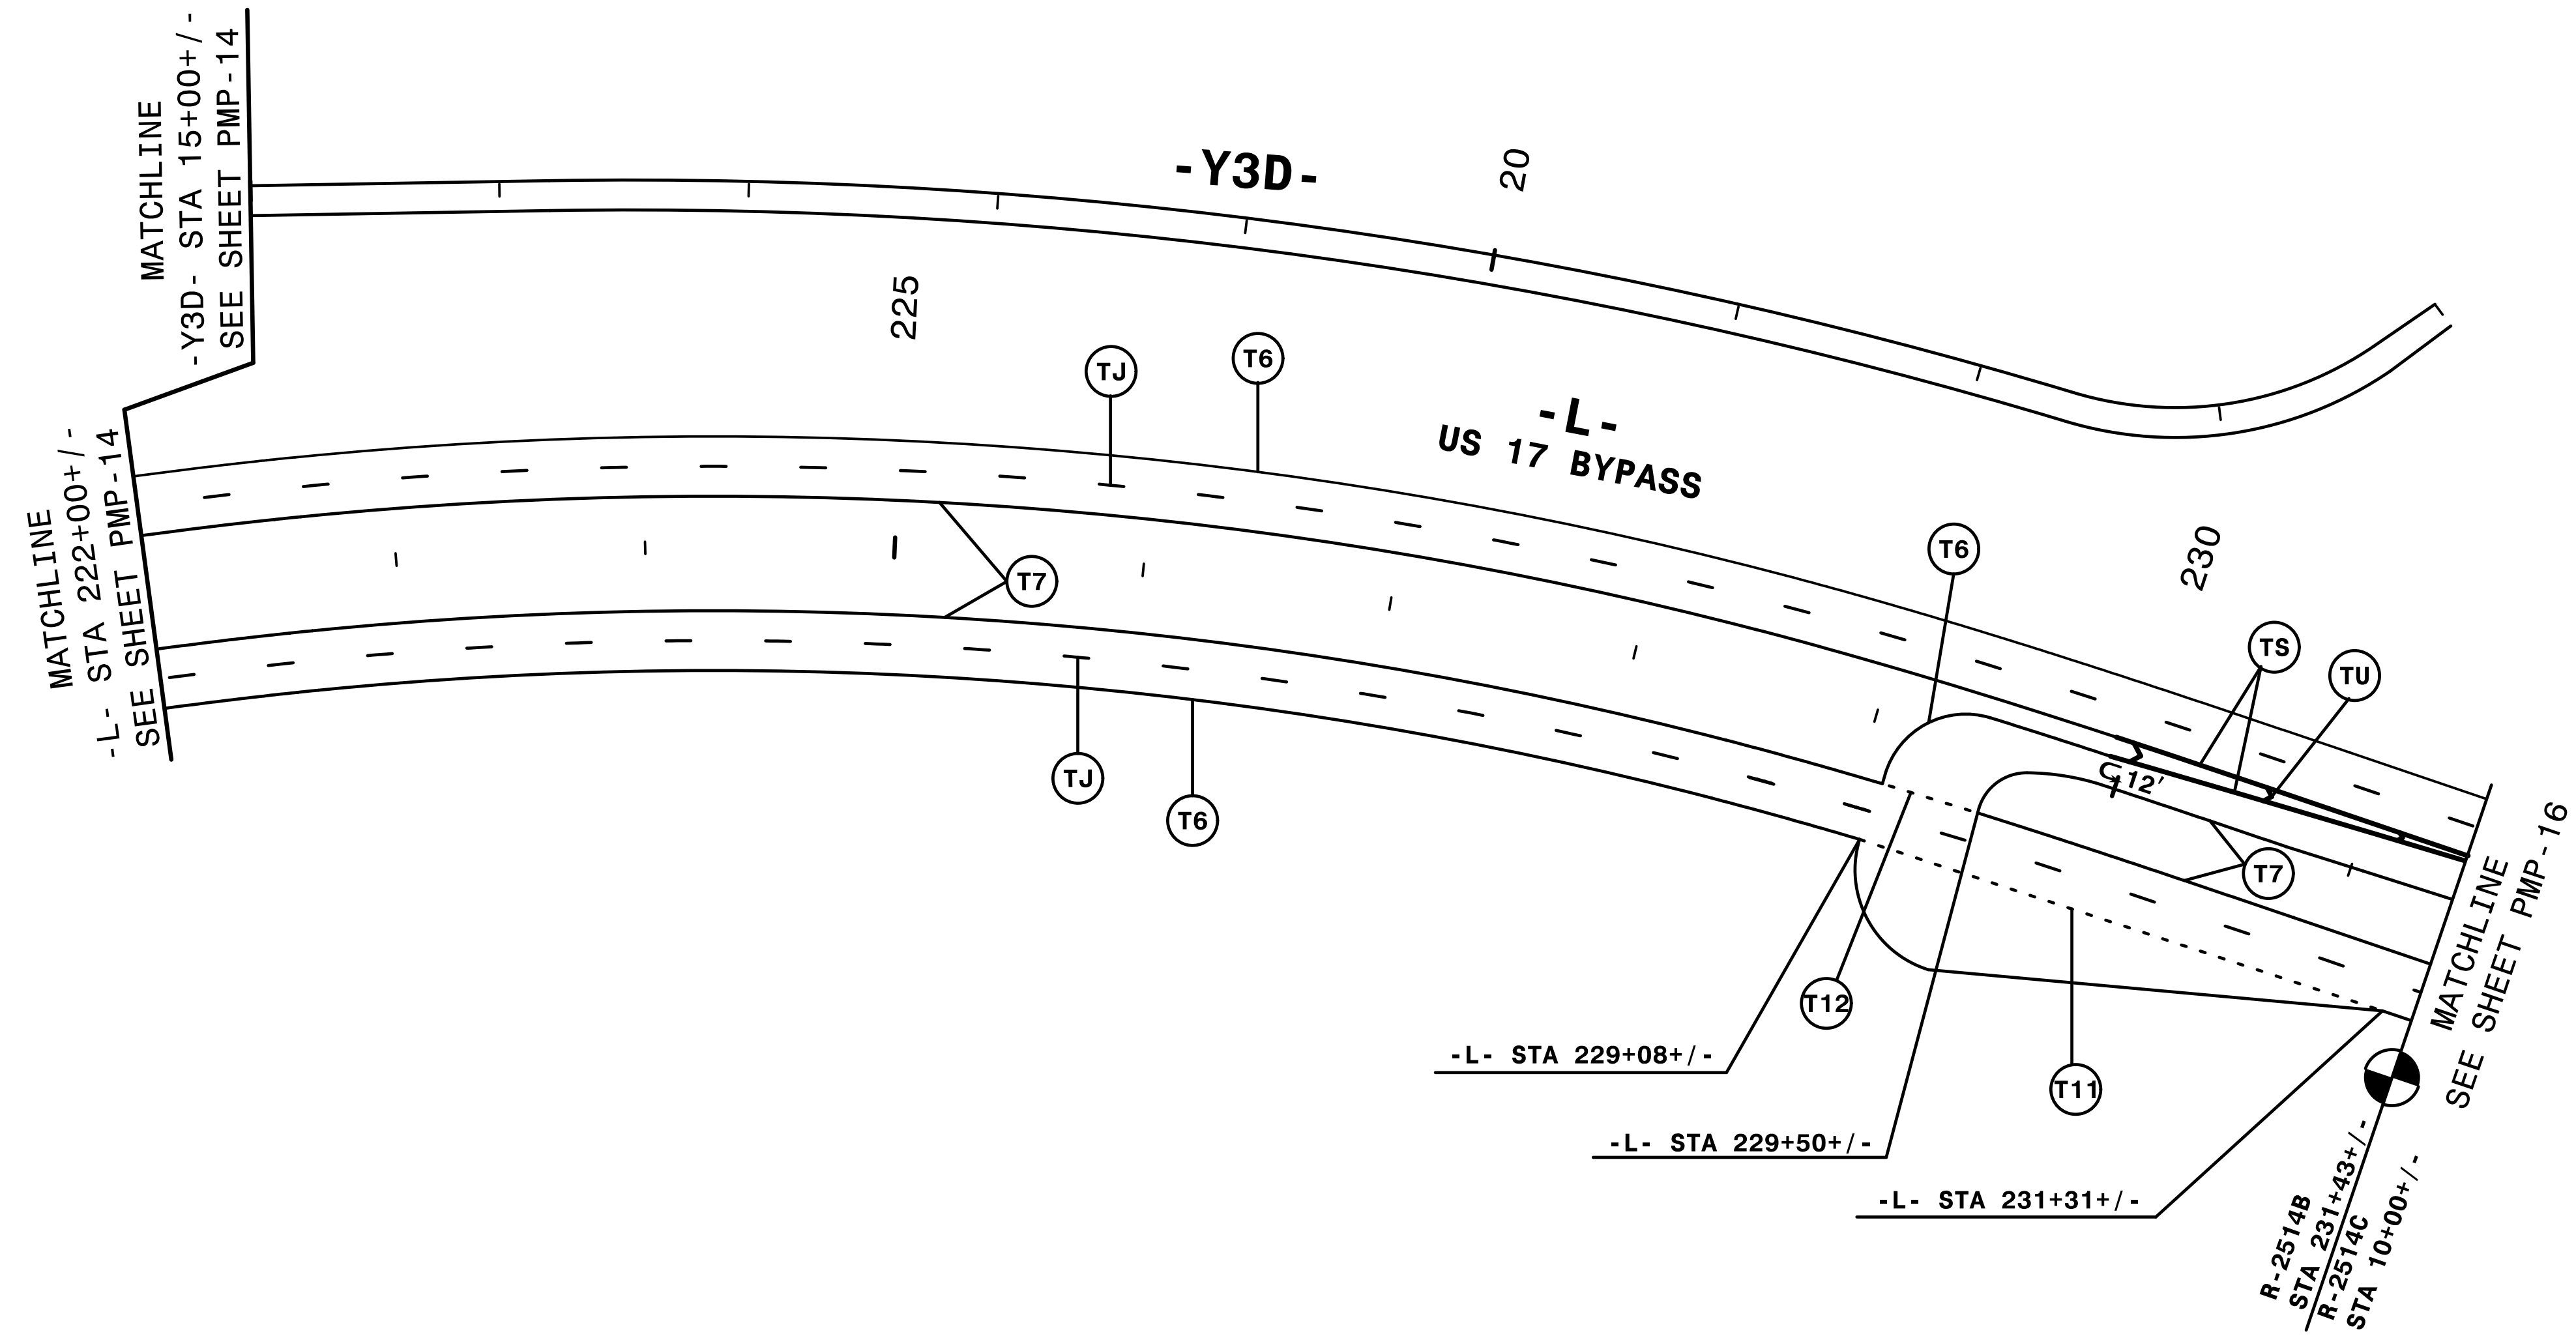 MATCHLINE
-Y3D- STA 15+00+/-
SEE SHEET PMP-14
-Y3D-
20
225
TJ
T6
-L-
US 17 BYPASS
MATCHLINE
-L- STA 222+00+/-
SEE SHEET PMP-14
T7
T6
230
TS
TU
12'
TJ
T6
T7
T12
T11
-L- STA 229+08+/-
-L- STA 229+50+/-
-L- STA 231+31+/-
MATCHLINE
SEE SHEET PMP-16
R-2514B
STA 231+43+/-
R-2514C
STA 10+00+/-